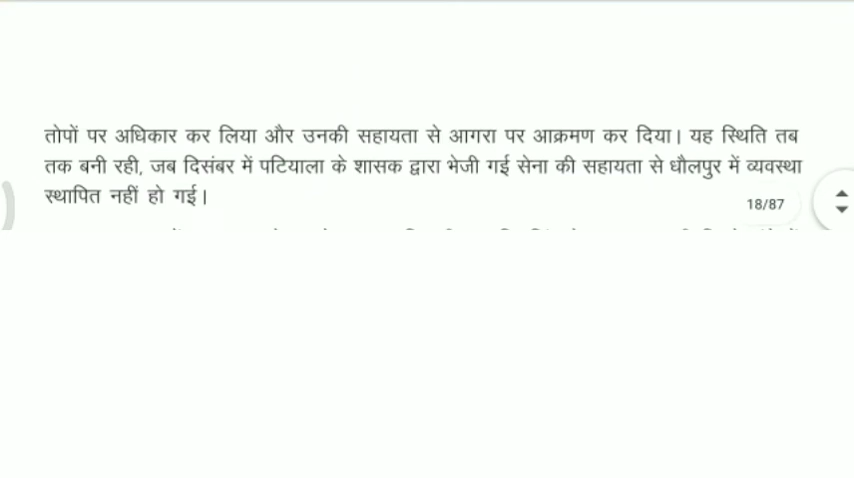 तोपों पर अधिकार कर लिया और उनकी सहायता से आगरा पर आक्रमण कर दिया। यह स्थिति तब
तक बनी रही, जब दिसंबर में पटियाला के शासक द्वारा भेजी गई सेना की सहायता से धौलपुर में व्यवस्था
स्थापित नहीं हो गई।
18/87